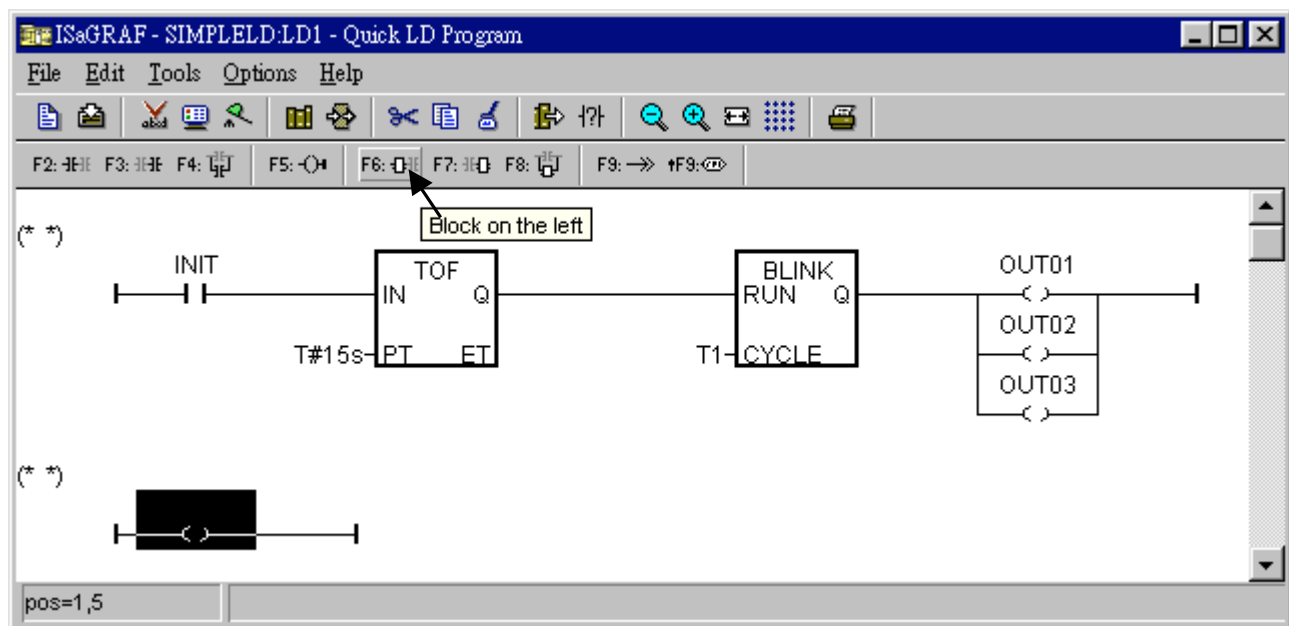 ISaGRAF - SIMPLELD:LD1 - Quick LD Program
File Edit Tools Options Help
abcd
F2: F3: F4: F5: F6: F7: F8: F9: F9:
Block on the left
(* *)
INIT TOF BLINK OUT01
IN Q RUN Q
OUT02
T#15s PT ET T1 CYCLE
OUT03
(* *)
pos=1,5